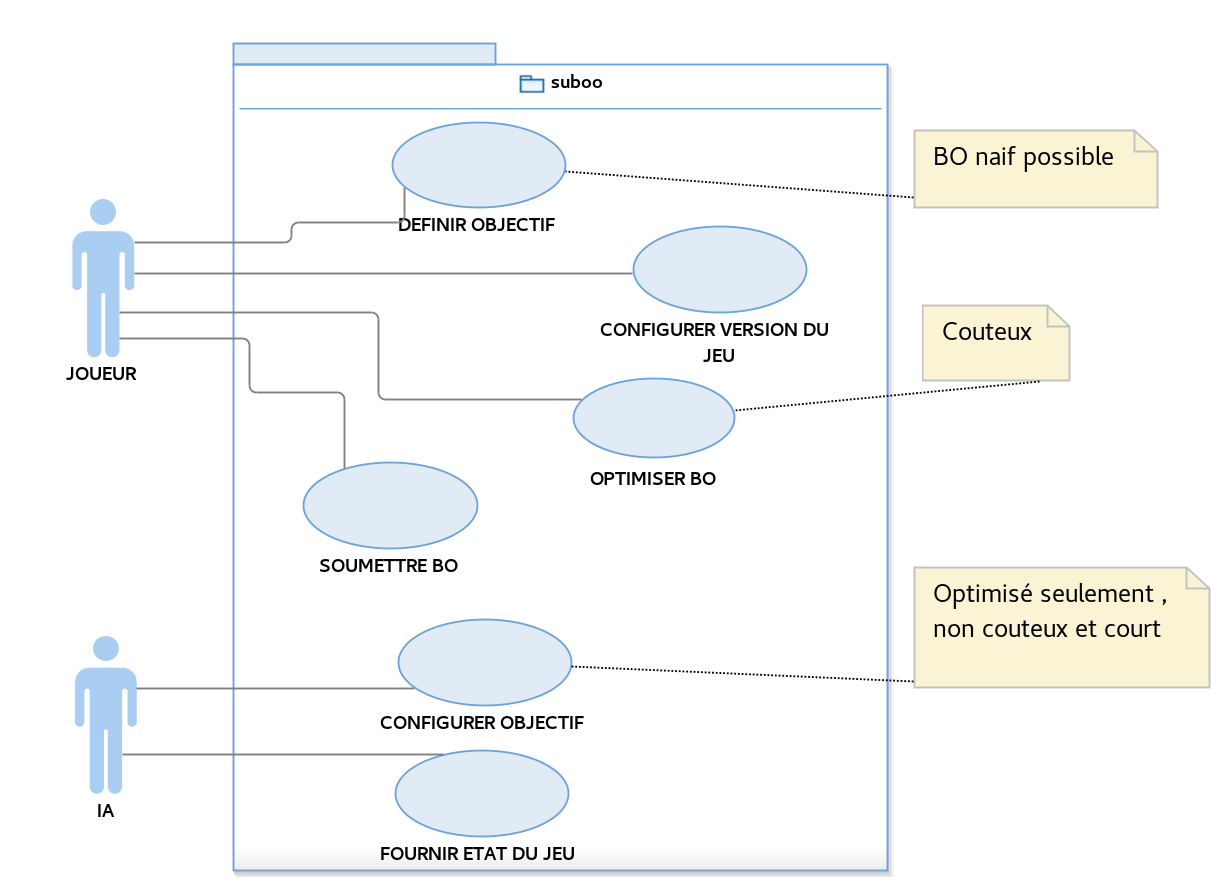 suboo
BO naif possible
DEFINIR OBJECTIF
CONFIGURER VERSION DU
JEU
Couteux
JOUEUR
OPTIMISER BO
SOUMETTRE BO
Optimisé seulement ,
non couteux et court
CONFIGURER OBJECTIF
IA
FOURNIR ETAT DU JEU